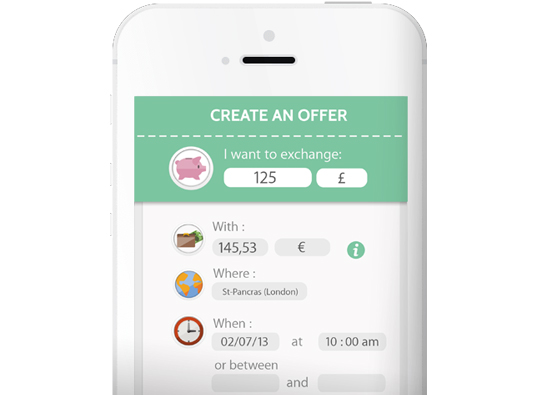 CREATE AN OFFER
I want to exchange:
125 £
With :
145,53 € i
Where :
St-Pancras (London)
When :
02/07/13 at 10 : 00 am
or between
and